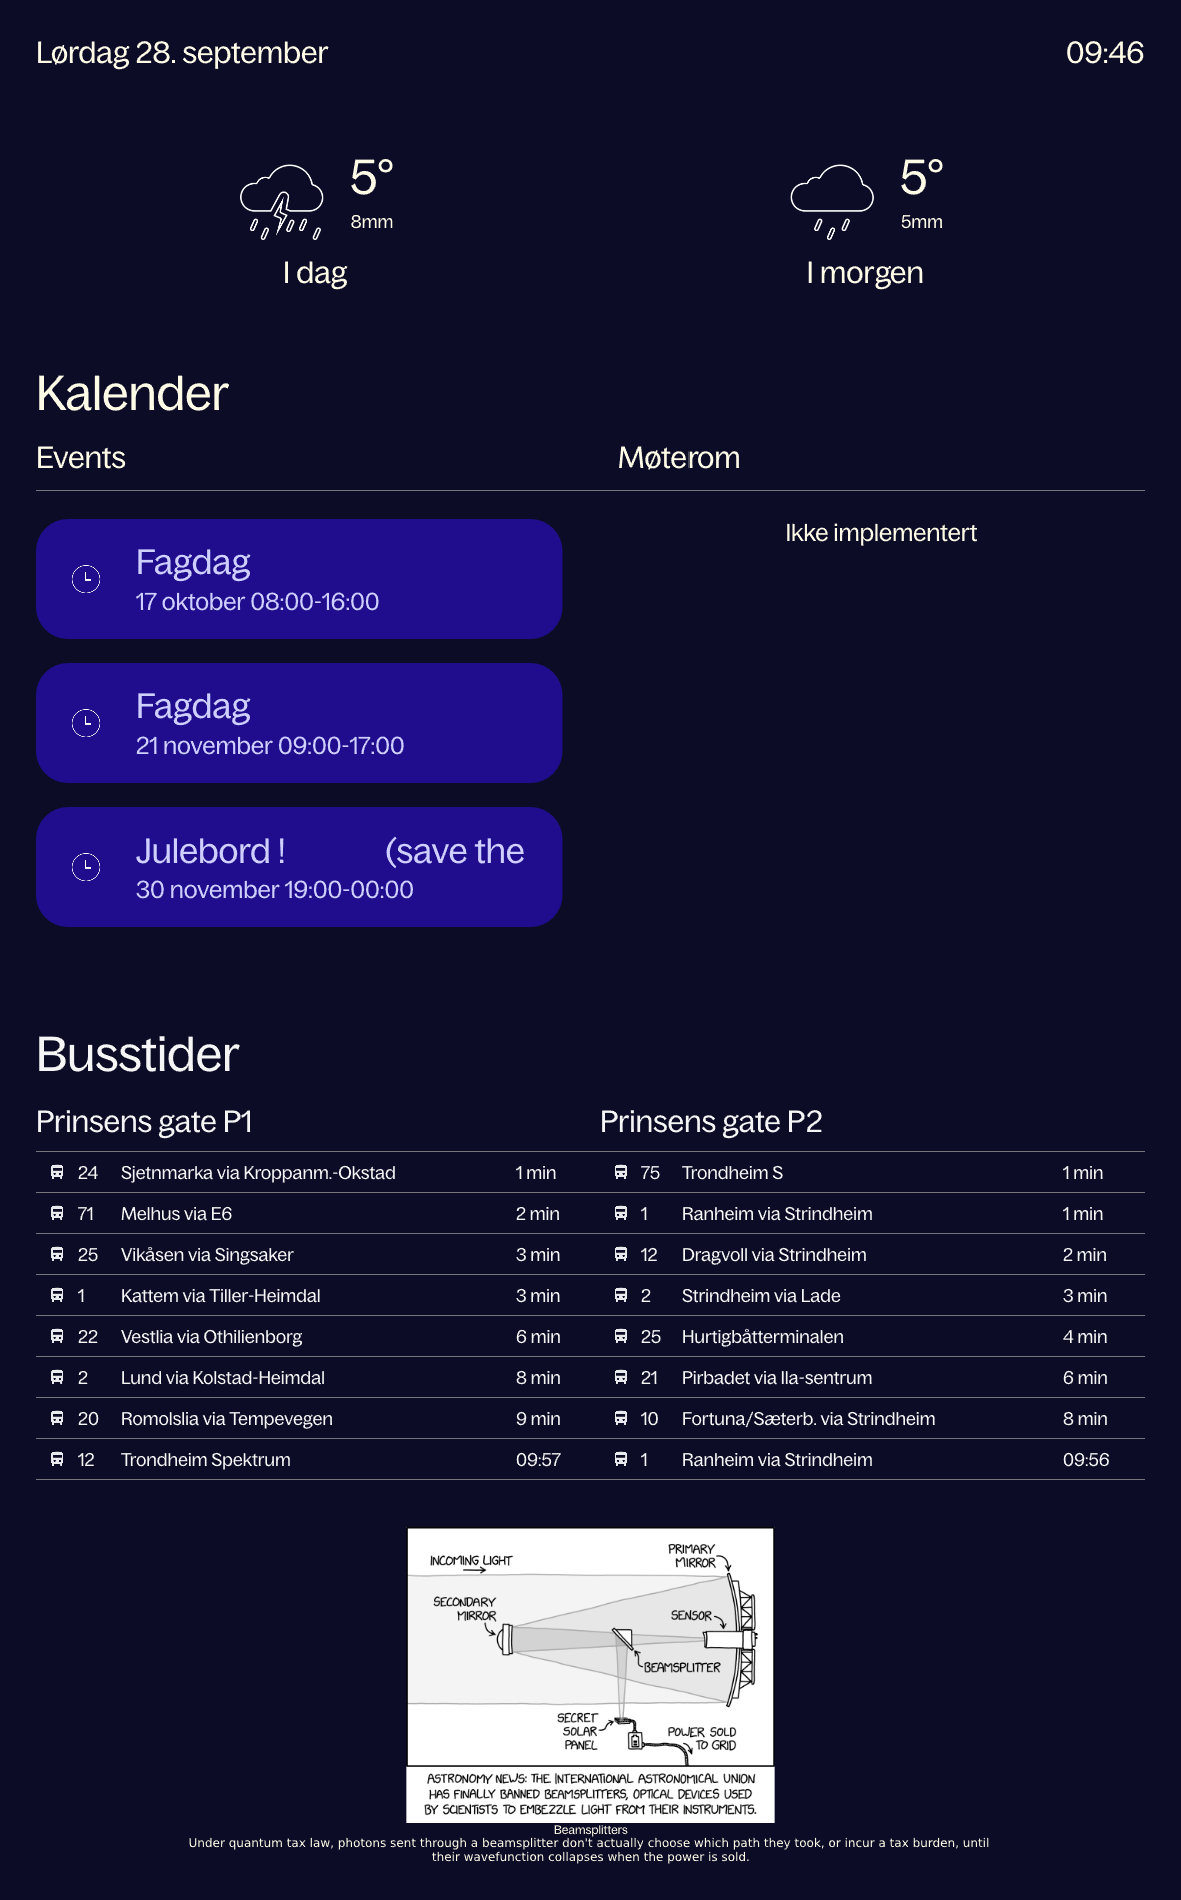 Lørdag 28. september
09:46
5°
8mm
I dag
5°
5mm
I morgen
Kalender
Events
Møterom
Fagdag
17 oktober 08:00-16:00
Fagdag
21 november 09:00-17:00
Julebord ! (save the
30 november 19:00-00:00
Ikke implementert
Busstider
Prinsens gate P1
24 Sjetnmarka via Kroppanm.-Okstad 1 min
71 Melhus via E6 2 min
25 Vikåsen via Singsaker 3 min
1 Kattem via Tiller-Heimdal 3 min
22 Vestlia via Othilienborg 6 min
2 Lund via Kolstad-Heimdal 8 min
20 Romolslia via Tempevegen 9 min
12 Trondheim Spektrum 09:57
Prinsens gate P2
75 Trondheim S 1 min
1 Ranheim via Strindheim 1 min
12 Dragvoll via Strindheim 2 min
2 Strindheim via Lade 3 min
25 Hurtigbåtterminalen 4 min
21 Pirbadet via Ila-sentrum 6 min
10 Fortuna/Sæterb. via Strindheim 8 min
1 Ranheim via Strindheim 09:56
INCOMING LIGHT
PRIMARY
MIRROR
SECONDARY
MIRROR
SENSOR
BEAMSPLITTER
SECRET
SOLAR
PANEL
POWER SOLD
TO GRID
ASTRONOMY NEWS: THE INTERNATIONAL ASTRONOMICAL UNION
HAS FINALLY BANNED BEAMSPLITTERS, OPTICAL DEVICES USED
BY SCIENTISTS TO EMBEZZLE LIGHT FROM THEIR INSTRUMENTS.
Beamsplitters
Under quantum tax law, photons sent through a beamsplitter don't actually choose which path they took, or incur a tax burden, until
their wavefunction collapses when the power is sold.